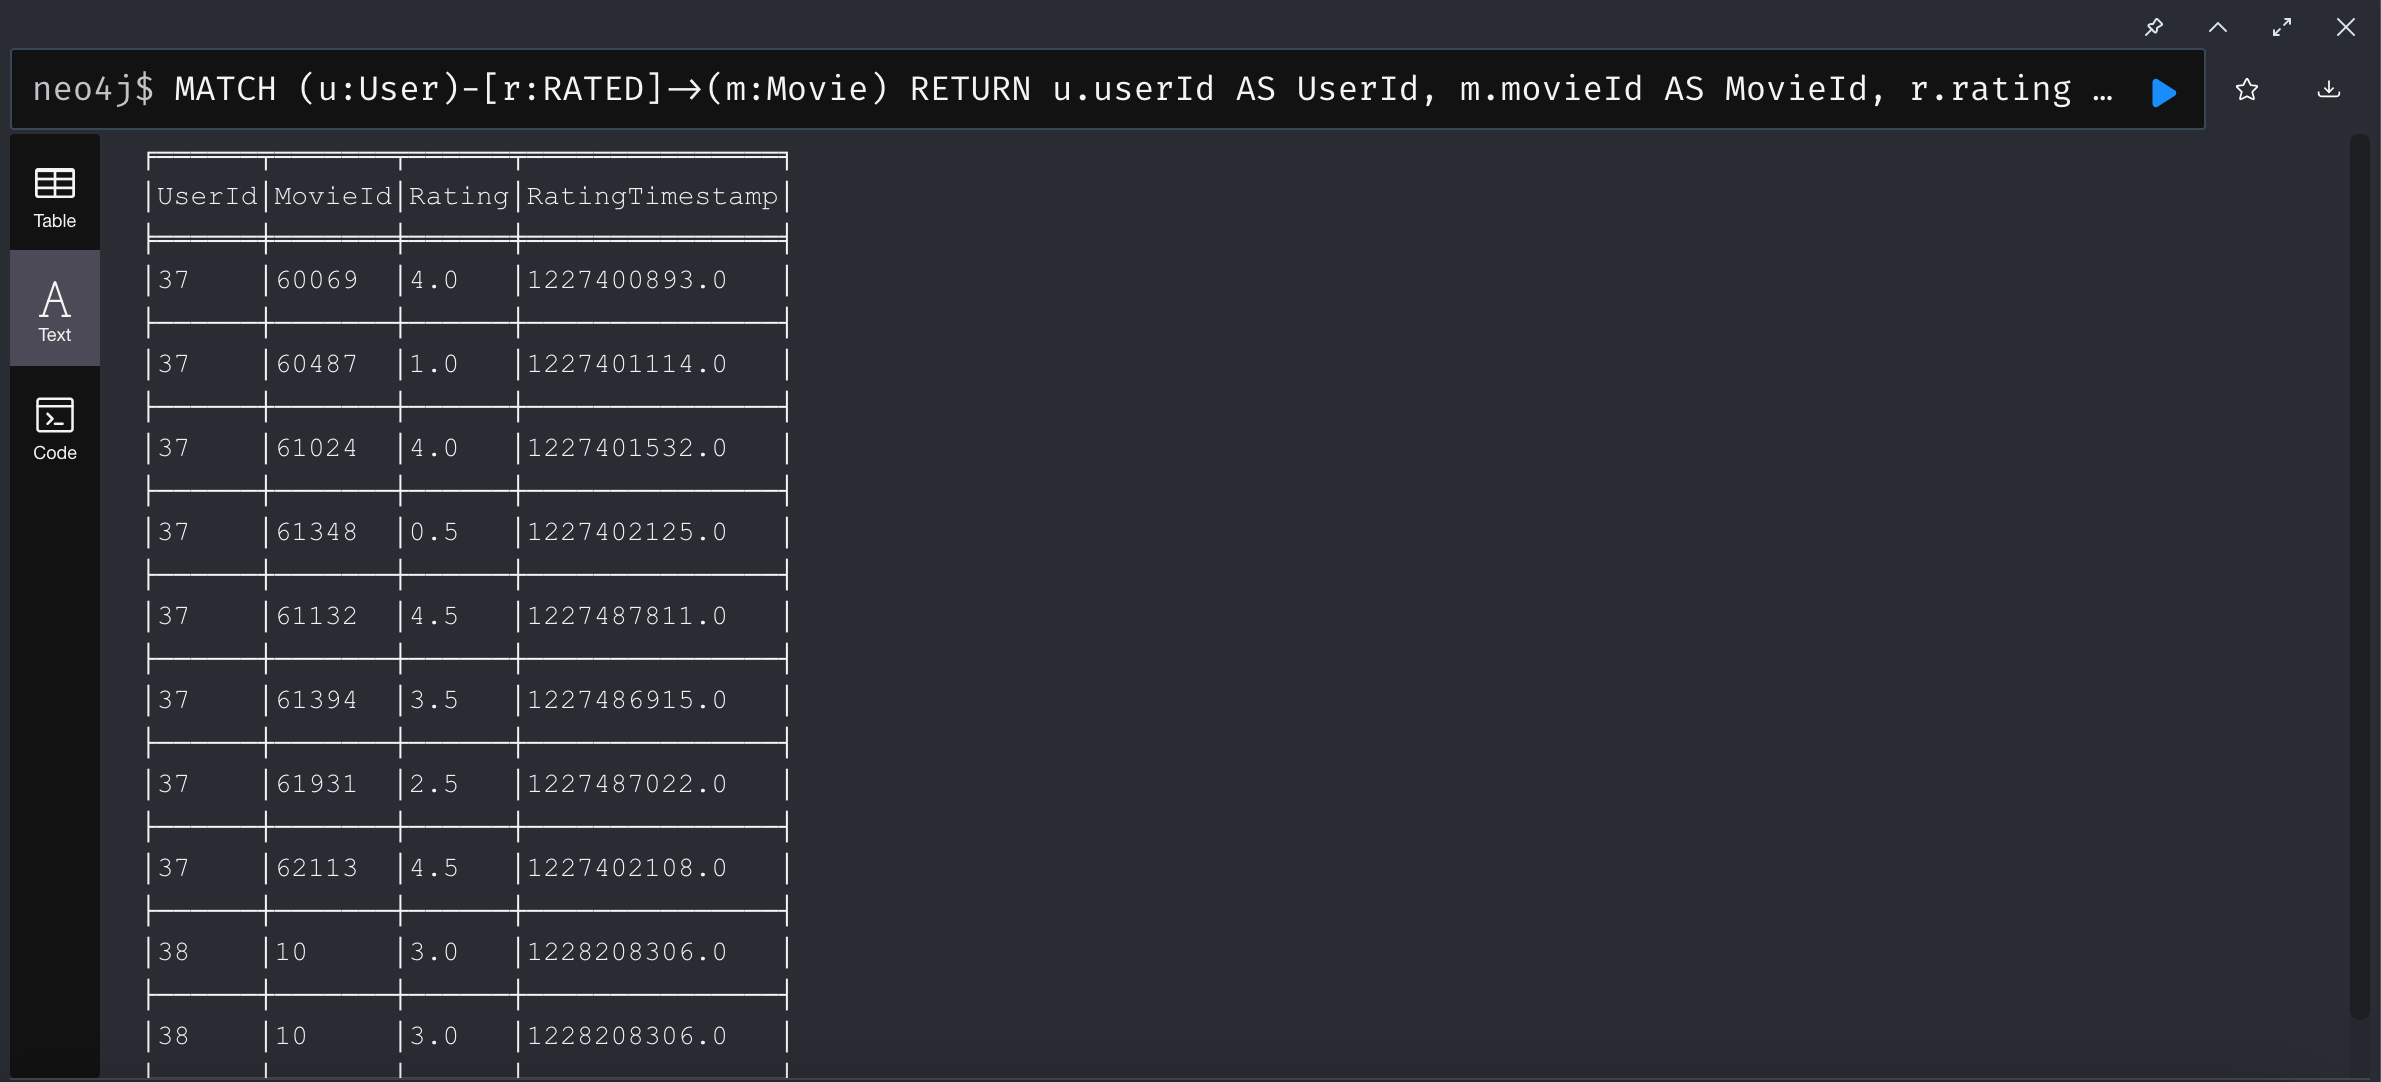 neo4j$ MATCH (u:User)-[r:RATED]->(m:Movie) RETURN u.userId AS UserId, m.movieId AS MovieId, r.rating …
Table
Text
Code
UserId MovieId Rating RatingTimestamp
37 60069 4.0 1227400893.0
37 60487 1.0 1227401114.0
37 61024 4.0 1227401532.0
37 61348 0.5 1227402125.0
37 61132 4.5 1227487811.0
37 61394 3.5 1227486915.0
37 61931 2.5 1227487022.0
37 62113 4.5 1227402108.0
38 10 3.0 1228208306.0
38 10 3.0 1228208306.0